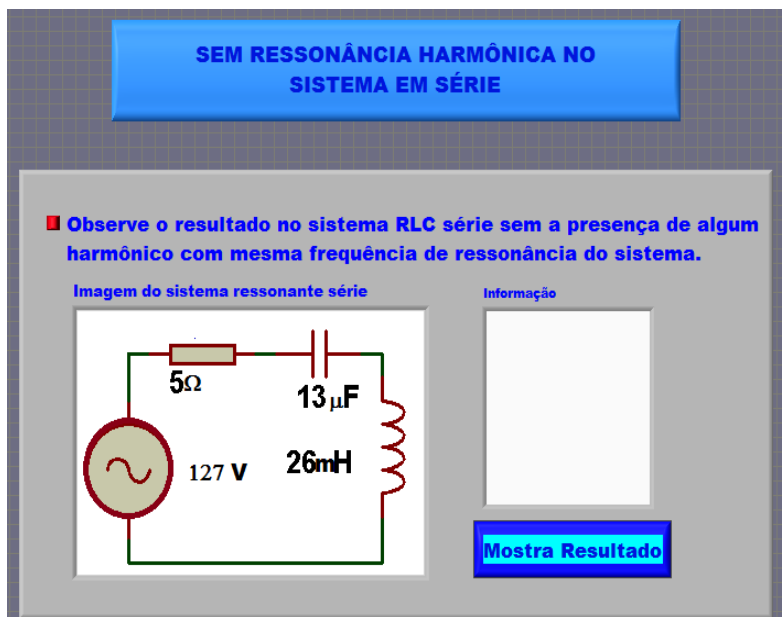 SEM RESSONÂNCIA HARMÔNICA NO
SISTEMA EM SÉRIE
Observe o resultado no sistema RLC série sem a presença de algum
harmônico com mesma frequência de ressonância do sistema.
Imagem do sistema ressonante série
Informação
5Ω
13μF
127 V
26mH
Mostra Resultado